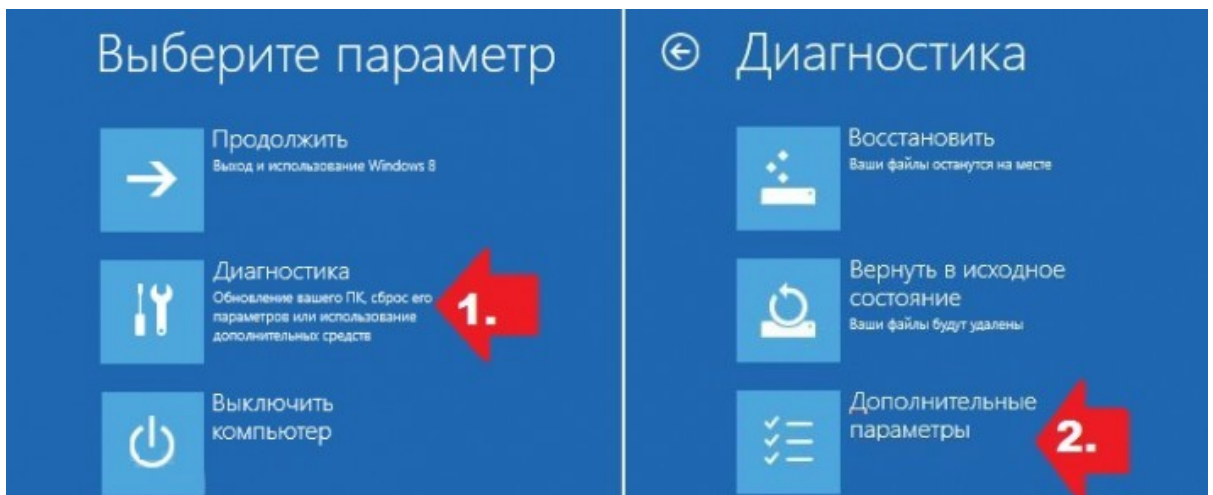 Выберите параметр
Продолжить
Выход и использование Windows 8
Диагностика
Обновление вашего ПК, сброс его
параметров или использование
дополнительных средств
1.
Выключить
компьютер
Диагностика
Восстановить
Ваши файлы останутся на месте
Вернуть в исходное
состояние
Ваши файлы будут удалены
Дополнительные
параметры
2.